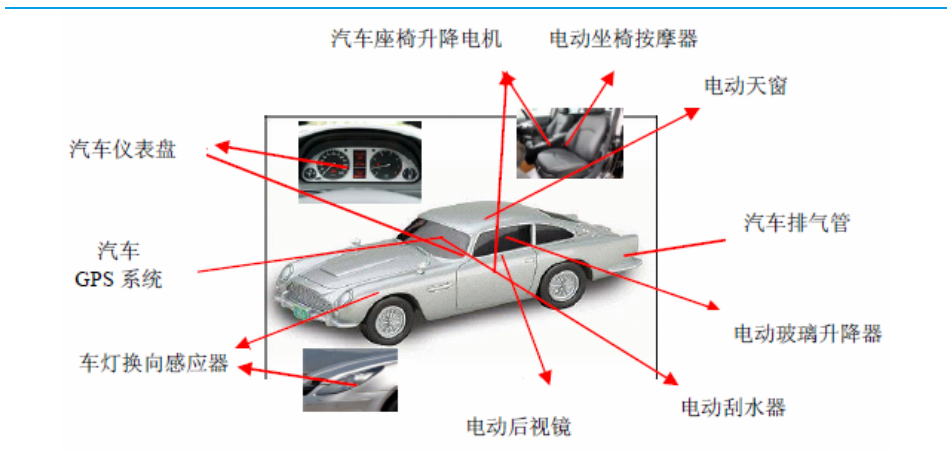 汽车座椅升降电机
电动坐椅按摩器
电动天窗
汽车仪表盘
汽车排气管
汽车
GPS 系统
电动玻璃升降器
车灯换向感应器
电动刮水器
电动后视镜